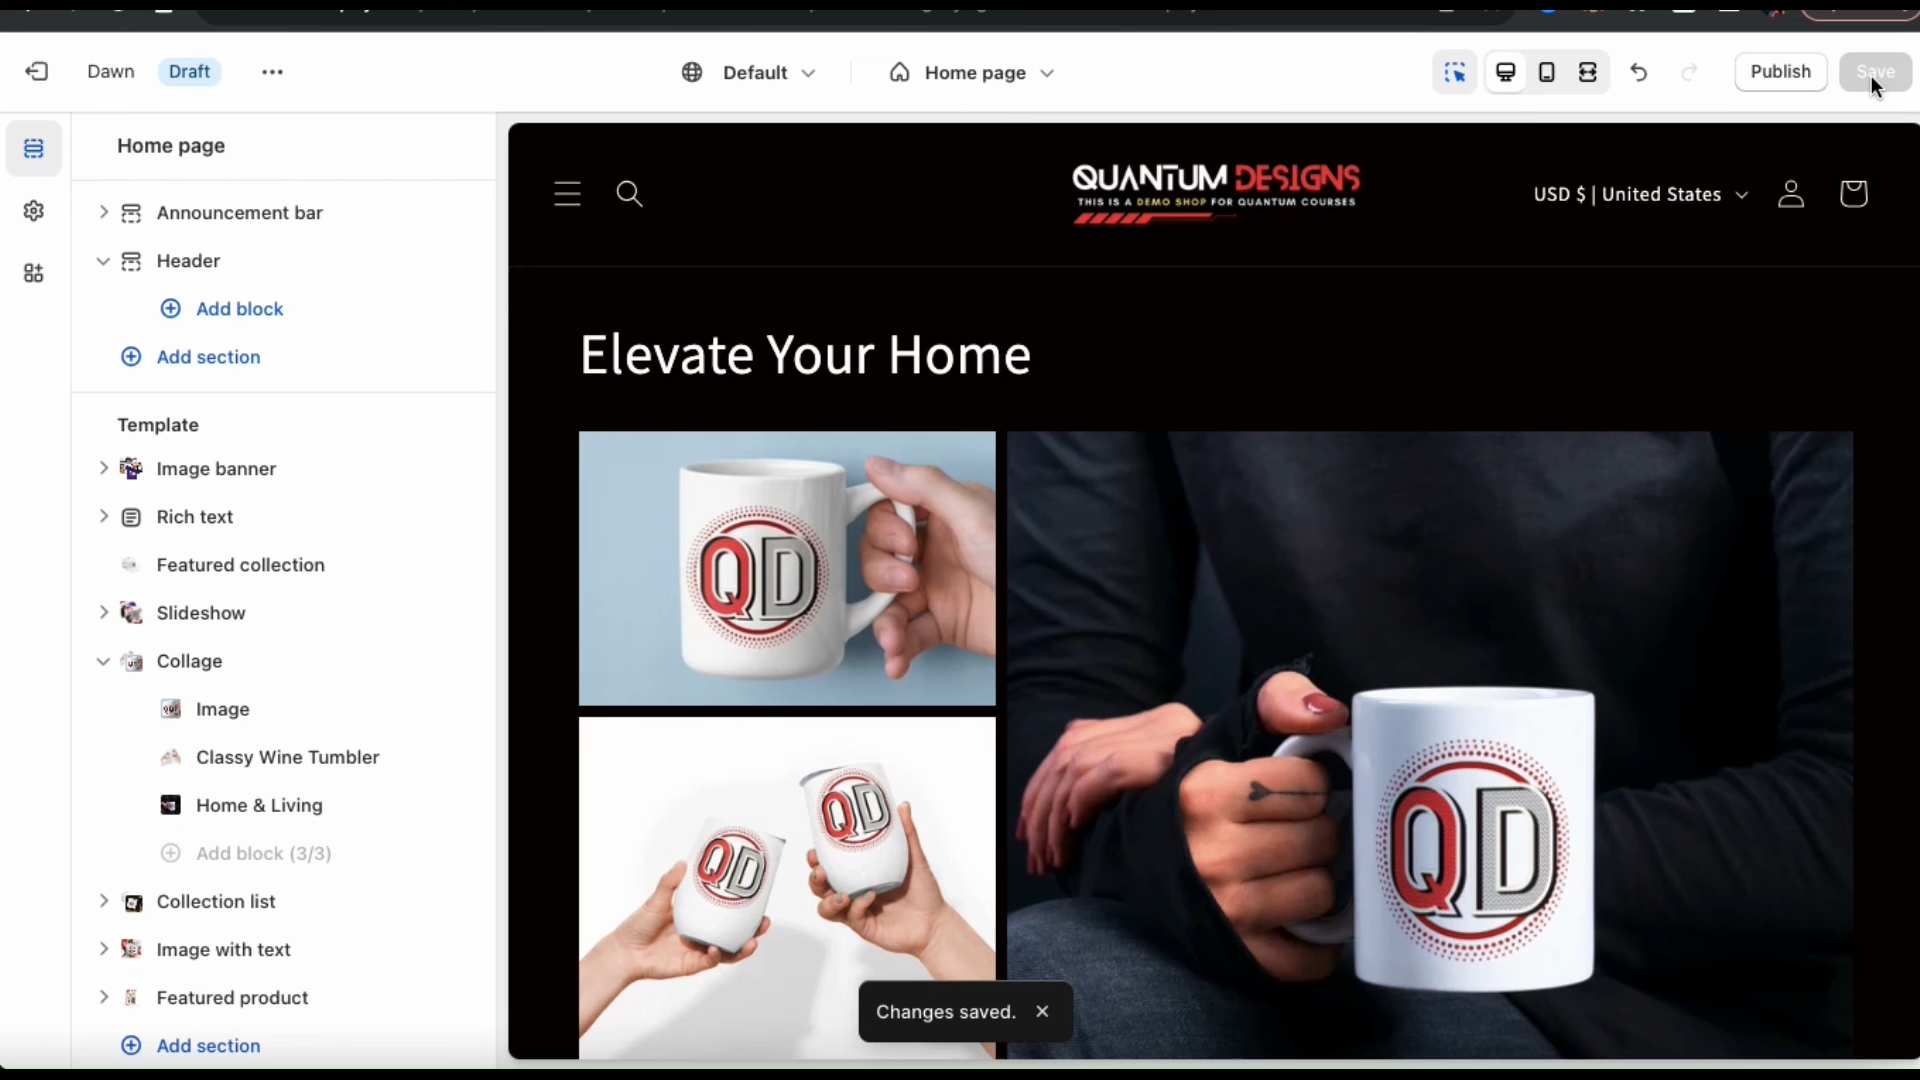 Dawn Draft ... Default Home page Publish Save
Home page
Announcement bar
Header
Add block
Add section
Template
Image banner
Rich text
Featured collection
Slideshow
Collage
Image
Classy Wine Tumbler
Home & Living
Add block (3/3)
Collection list
Image with text
Featured product
Add section
QUANTUM DESIGNS
THIS IS A DEMO SHOP FOR QUANTUM COURSES
USD $ | United States
Elevate Your Home
QD
QD
QD
QD
Changes saved.